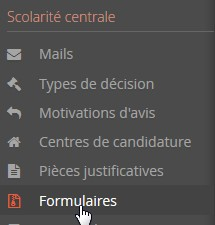 Scolarité centrale
Mails
Types de décision
Motivations d'avis
Centres de candidature
Pièces justificatives
Formulaires